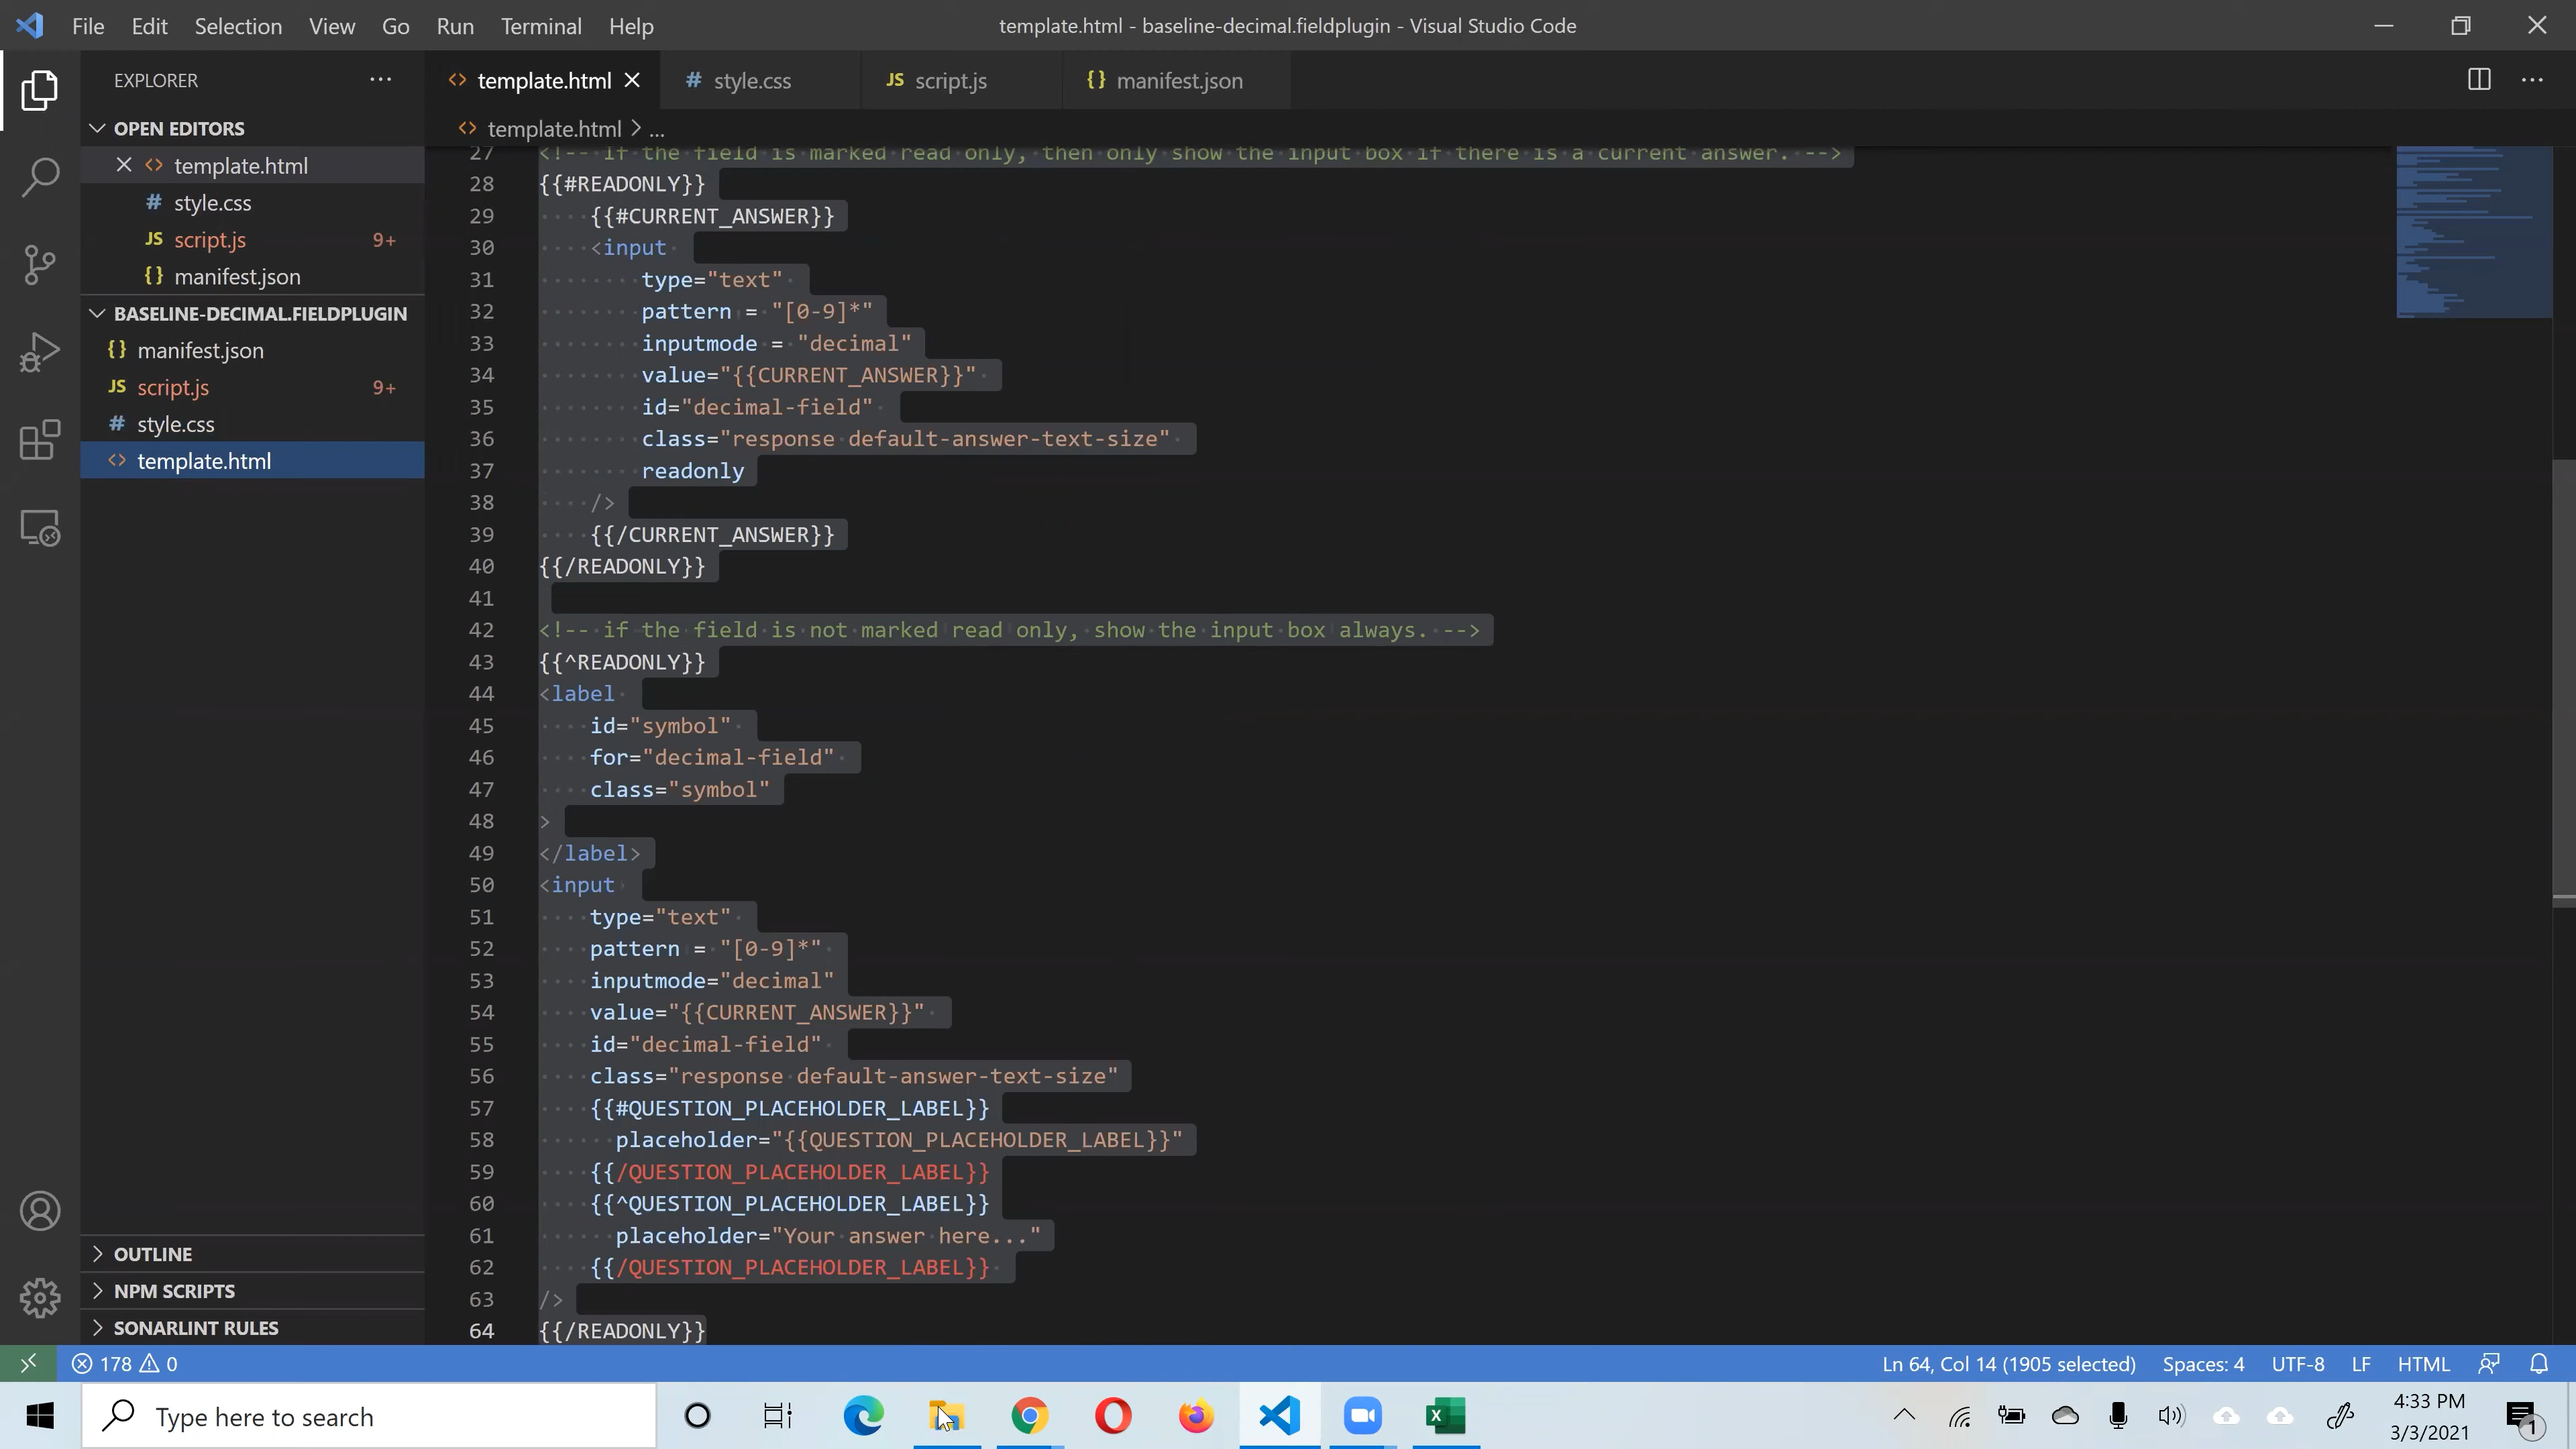 File Edit Selection View Go Run Terminal Help
template.html - baseline-decimal.fieldplugin - Visual Studio Code
EXPLORER
OPEN EDITORS
template.html
style.css
script.js 9+
manifest.json
BASELINE-DECIMAL.FIELDPLUGIN
manifest.json
script.js 9+
style.css
template.html
OUTLINE
NPM SCRIPTS
SONARLINT RULES
template.html style.css script.js manifest.json
template.html > ...
27 <!-- If the field is marked read only, then only show the input box if there is a current answer. -->
28 {{#READONLY}}
29 {{#CURRENT_ANSWER}}
30 <input
31 type="text"
32 pattern = "[0-9]*"
33 inputmode = "decimal"
34 value="{{CURRENT_ANSWER}}"
35 id="decimal-field"
36 class="response default-answer-text-size"
37 readonly
38 />
39 {{/CURRENT_ANSWER}}
40 {{/READONLY}}
41
42 <!-- if the field is not marked read only, show the input box always. -->
43 {{^READONLY}}
44 <label
45 id="symbol"
46 for="decimal-field"
47 class="symbol"
48 >
49 </label>
50 <input
51 type="text"
52 pattern = "[0-9]*"
53 inputmode="decimal"
54 value="{{CURRENT_ANSWER}}"
55 id="decimal-field"
56 class="response default-answer-text-size"
57 {{#QUESTION_PLACEHOLDER_LABEL}}
58 placeholder="{{QUESTION_PLACEHOLDER_LABEL}}"
59 {{/QUESTION_PLACEHOLDER_LABEL}}
60 {{^QUESTION_PLACEHOLDER_LABEL}}
61 placeholder="Your answer here..."
62 {{/QUESTION_PLACEHOLDER_LABEL}}
63 />
64 {{/READONLY}}
178 0
Ln 64, Col 14 (1905 selected) Spaces: 4 UTF-8 LF HTML
Type here to search
4:33 PM
3/3/2021
1